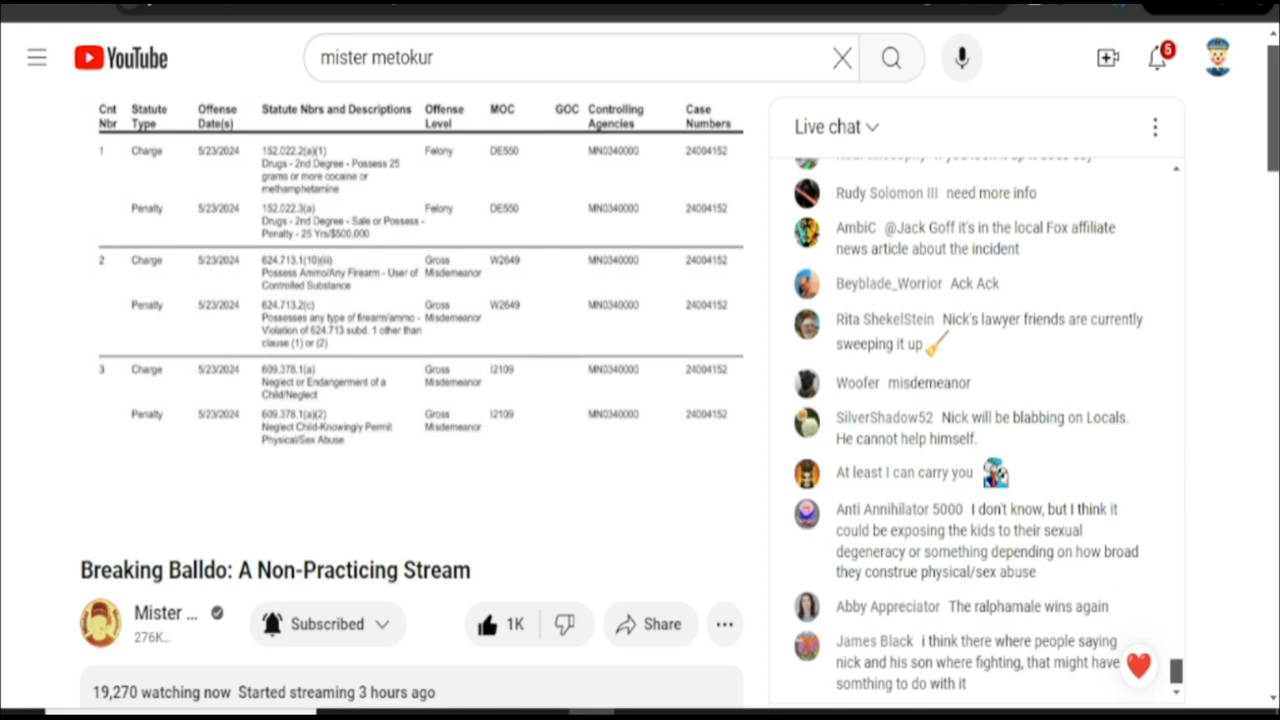 YouTube
mister metokur
5
Cnt Statute Offense Statute Nbrs and Descriptions Offense MOC GOC Controlling Case
Nbr Type Date(s) Level Agencies Numbers
1 Charge 5/23/2024 152.022.2(a)(1) Felony DE550 MN0340000 24004152
Drugs - 2nd Degree - Possess 25
grams or more cocaine or
methamphetamine
Penalty 5/23/2024 152.022.3(a) Felony DE550 MN0340000 24004152
Drugs - 2nd Degree - Sale or Possess -
Penalty - 25 Yrs/$500,000
2 Charge 5/23/2024 624.713.1(10)(iii) Gross W2649 MN0340000 24004152
Possess Ammo/Any Firearm - User of Misdemeanor
Controlled Substance
Penalty 5/23/2024 624.713.2(c) Gross W2649 MN0340000 24004152
Possesses any type of firearm/ammo - Misdemeanor
Violation of 624.713 subd. 1 other than
clause (1) or (2)
3 Charge 5/23/2024 609.378.1(a) Gross I2109 MN0340000 24004152
Neglect or Endangerment of a Misdemeanor
Child/Neglect
Penalty 5/23/2024 609.378.1(a)(2) Gross I2109 MN0340000 24004152
Neglect Child-Knowingly Permit Misdemeanor
Physical/Sex Abuse
Breaking Balldo: A Non-Practicing Stream
Mister ...
276K...
Subscribed
1K
Share
19,270 watching now Started streaming 3 hours ago
Live chat
Rudy Solomon III need more info
AmbiC @Jack Goff it's in the local Fox affiliate
news article about the incident
Beyblade_Worrior Ack Ack
Rita ShekelStein Nick's lawyer friends are currently
sweeping it up
Woofer misdemeanor
SilverShadow52 Nick will be blabbing on Locals.
He cannot help himself.
At least I can carry you
Anti Annihilator 5000 I don't know, but I think it
could be exposing the kids to their sexual
degeneracy or something depending on how broad
they construe physical/sex abuse
Abby Appreciator The ralphamale wins again
James Black i think there where people saying
nick and his son where fighting, that might have
somthing to do with it